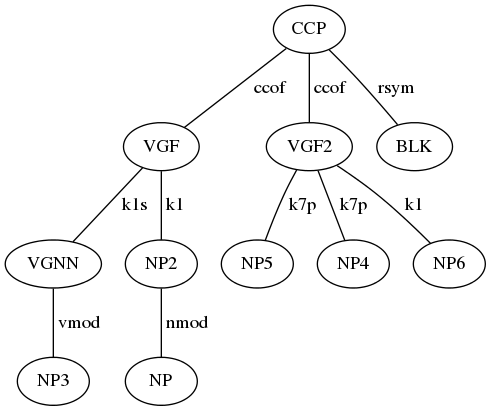 CCP
ccof ccof rsym
VGF VGF2 BLK
k1s k1 k7p k7p k1
VGNN NP2 NP5 NP4 NP6
vmod nmod
NP3 NP